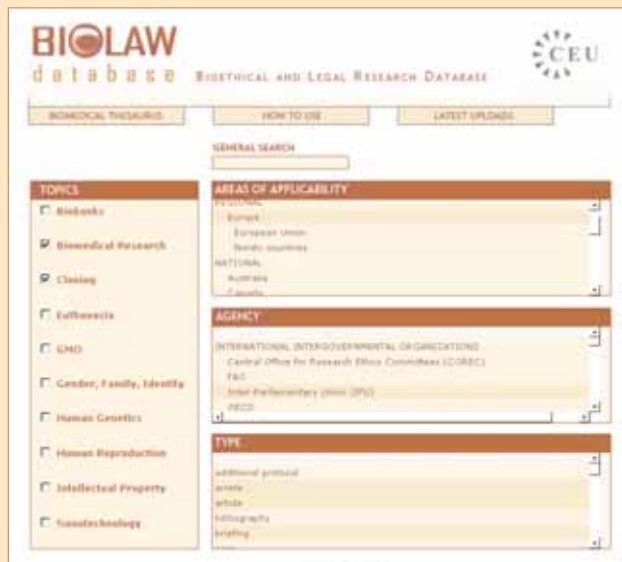 BIOLAW
CEU
database BIOETHICAL AND LEGAL RESEARCH DATABASE
BIOMEDICAL THESAURUS HOW TO USE LATEST UPLOADS
GENERAL SEARCH
TOPICS
Biobanks
Biomedical Research
Cloning
Euthanasia
GMO
Gender, Family, Identity
Human Genetics
Human Reproduction
Intellectual Property
Nanotechnology
AREAS OF APPLICABILITY
REGIONAL
Europe
European Union
Nordic countries
NATIONAL
Australia
Canada
AGENCY
INTERNATIONAL INTERGOVERNMENTAL ORGANIZATIONS
Central Office for Research Ethics Committees (COREC)
FAO
Inter-Parliamentary Union (IPU)
OECD
TYPE
additional protocol
article
bibliography
briefing